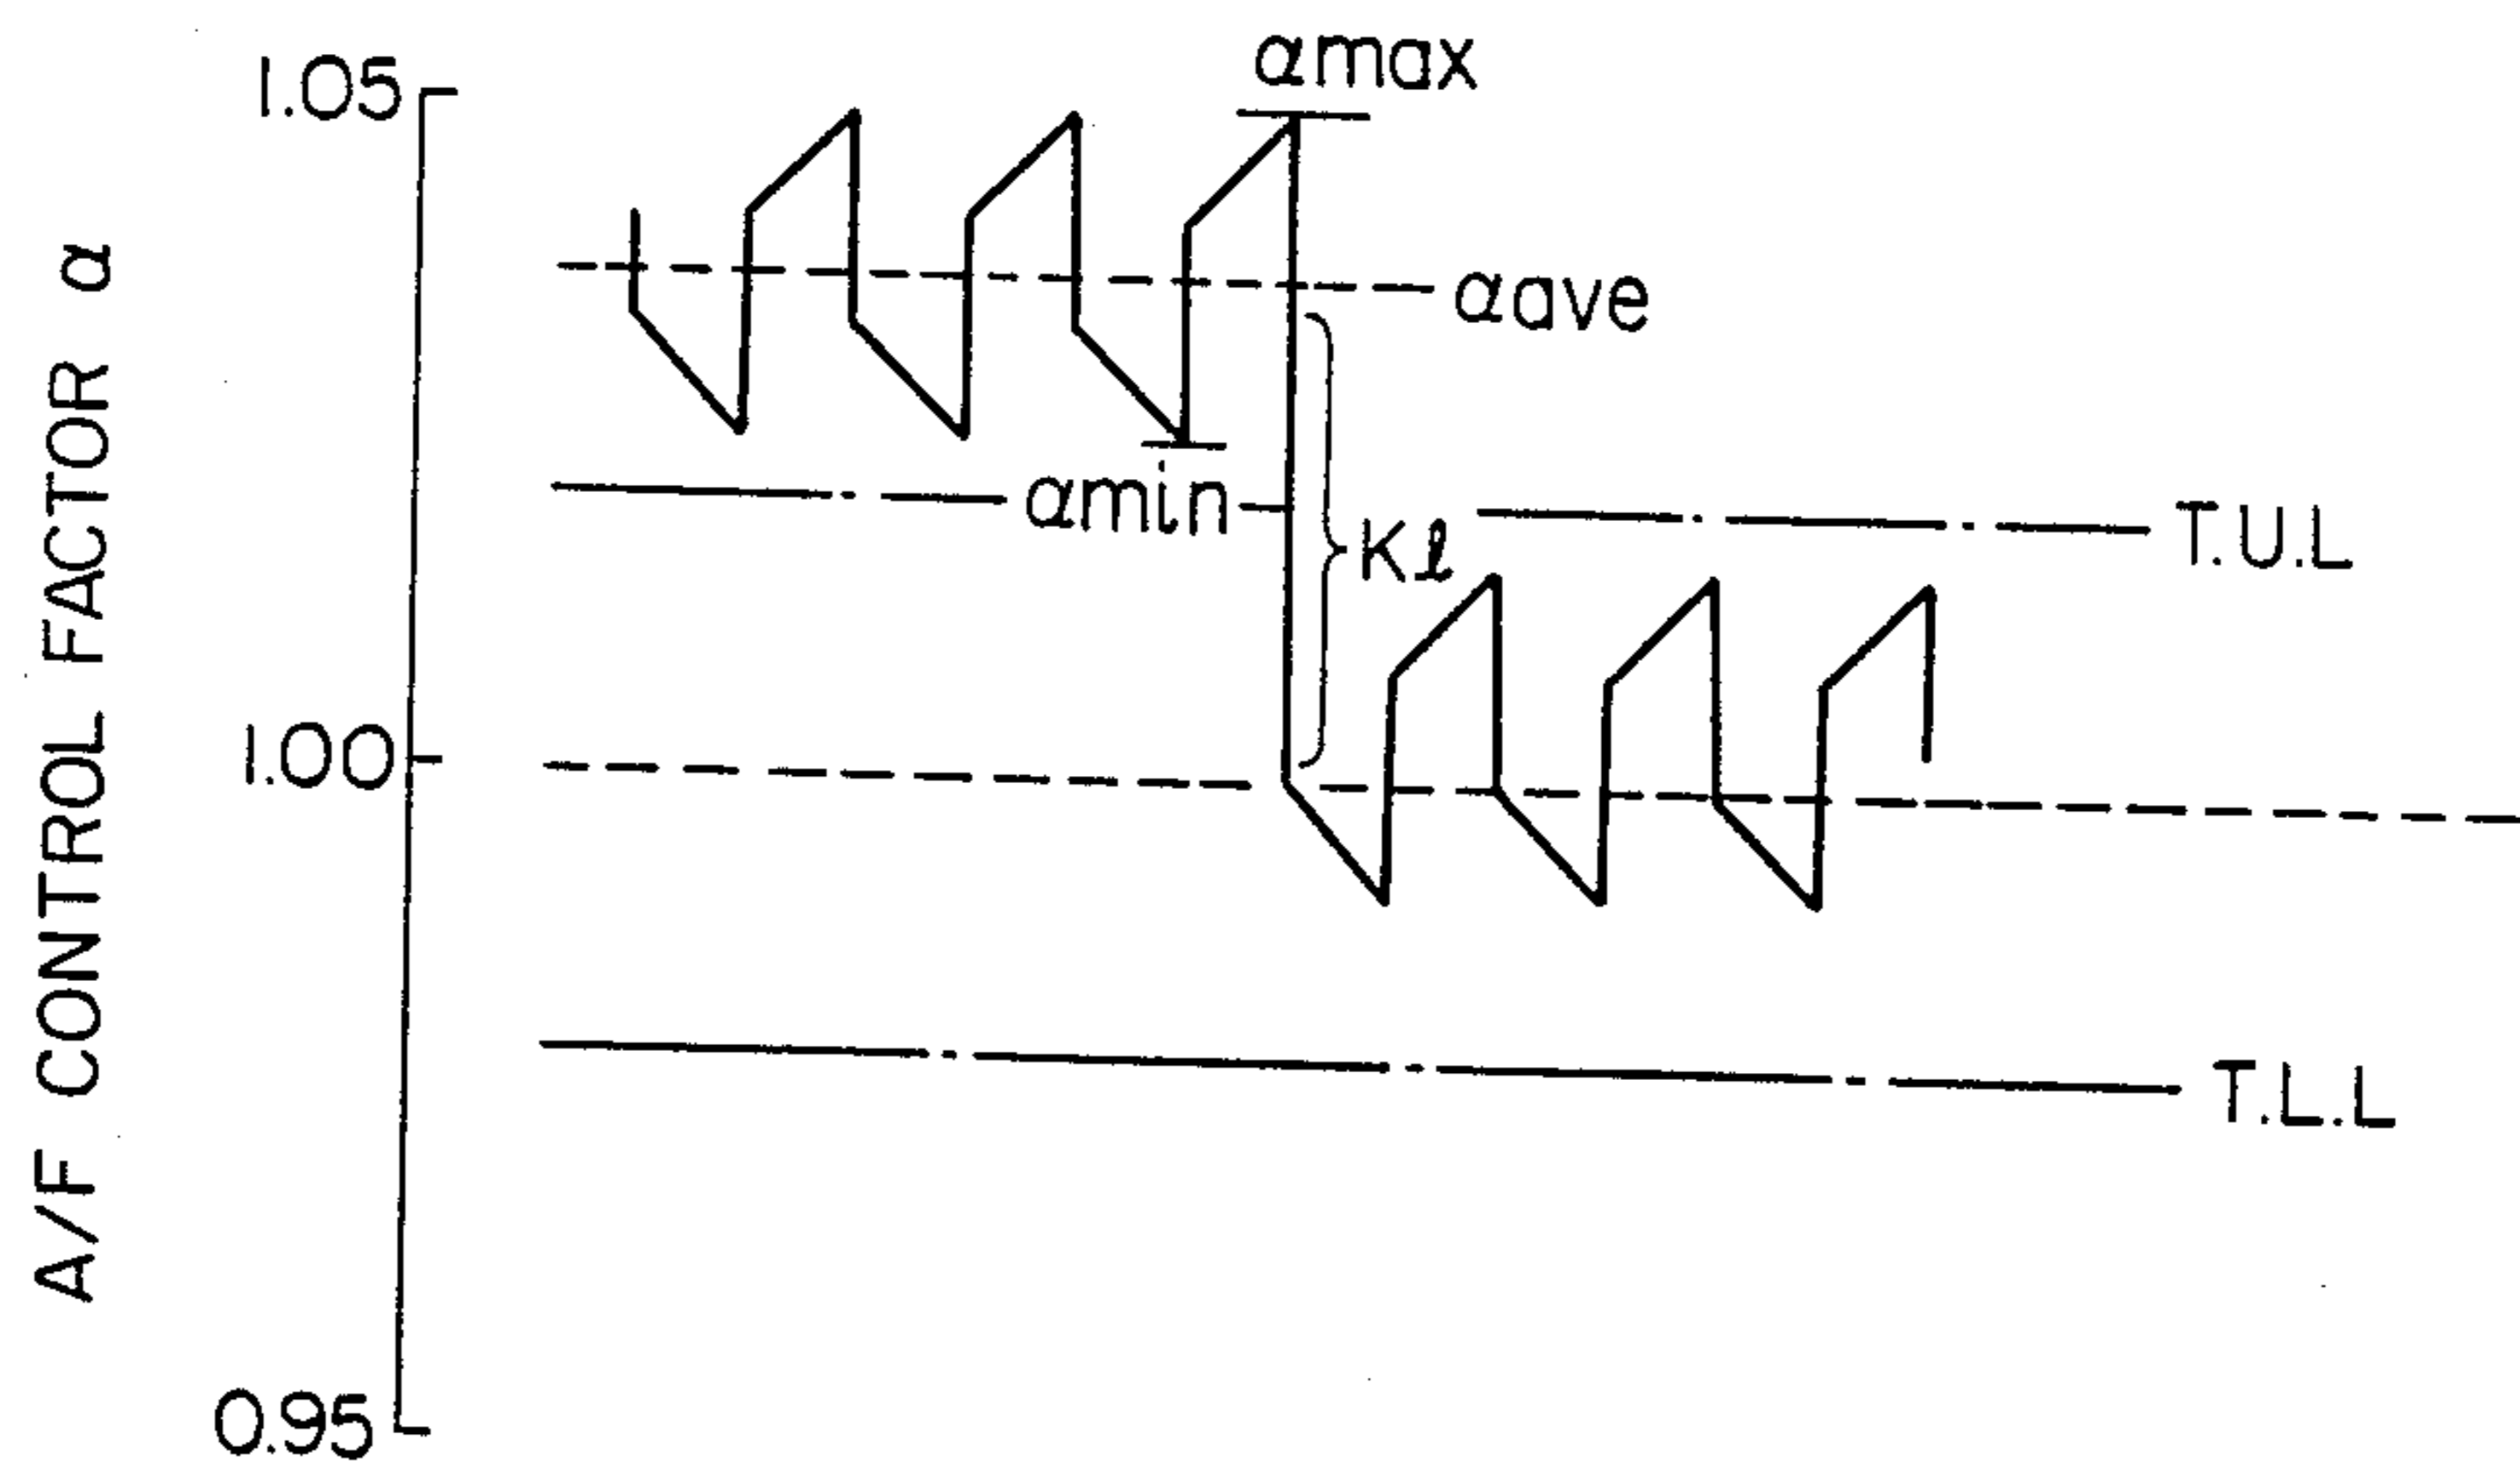 A/F CONTROL FACTOR α
1.05
αmax
αave
αmin
Kℓ
T.U.L
1.00
T.L.L
0.95